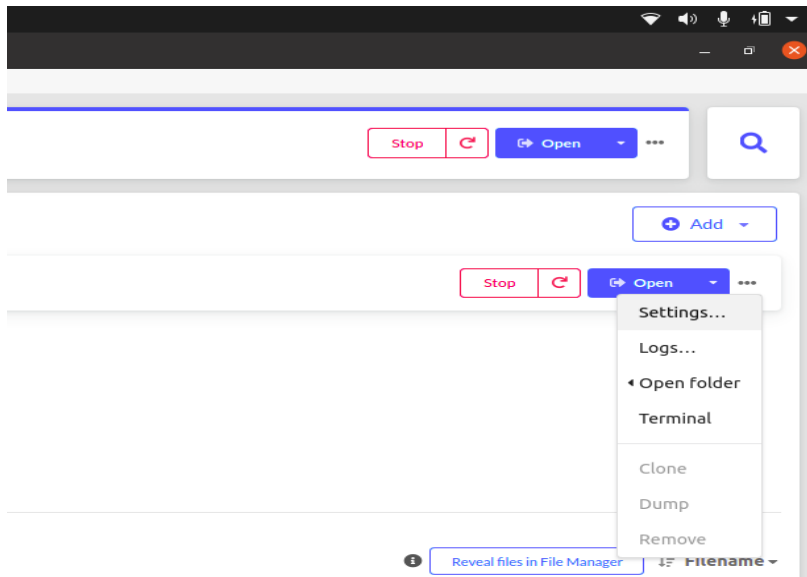 Stop Open
Add
Stop Open
Settings...
Logs...
Open folder
Terminal
Clone
Dump
Remove
Reveal files in File Manager Filename